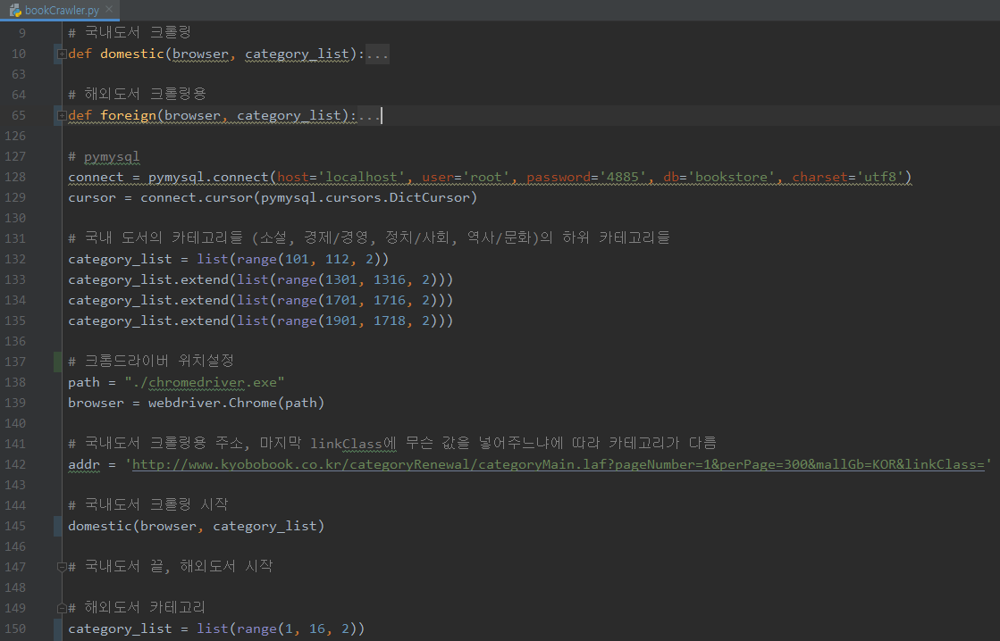 bookCrawler.py ×
9 # 국내도서 크롤링
10 def domestic(browser, category_list):...
63
64 # 해외도서 크롤링용
65 def foreign(browser, category_list):...
126
127 # pymysql
128 connect = pymysql.connect(host='localhost', user='root', password='4885', db='bookstore', charset='utf8')
129 cursor = connect.cursor(pymysql.cursors.DictCursor)
130
131 # 국내 도서의 카테고리들 (소설, 경제/경영, 정치/사회, 역사/문화)의 하위 카테고리들
132 category_list = list(range(101, 112, 2))
133 category_list.extend(list(range(1301, 1316, 2)))
134 category_list.extend(list(range(1701, 1716, 2)))
135 category_list.extend(list(range(1901, 1718, 2)))
136
137 # 크롬드라이버 위치설정
138 path = "./chromedriver.exe"
139 browser = webdriver.Chrome(path)
140
141 # 국내도서 크롤링용 주소, 마지막 linkClass에 무슨 값을 넣어주느냐에 따라 카테고리가 다름
142 addr = 'http://www.kyobobook.co.kr/categoryRenewal/categoryMain.laf?pageNumber=1&perPage=300&mallGb=KOR&linkClass='
143
144 # 국내도서 크롤링 시작
145 domestic(browser, category_list)
146
147 # 국내도서 끝, 해외도서 시작
148
149 # 해외도서 카테고리
150 category_list = list(range(1, 16, 2))